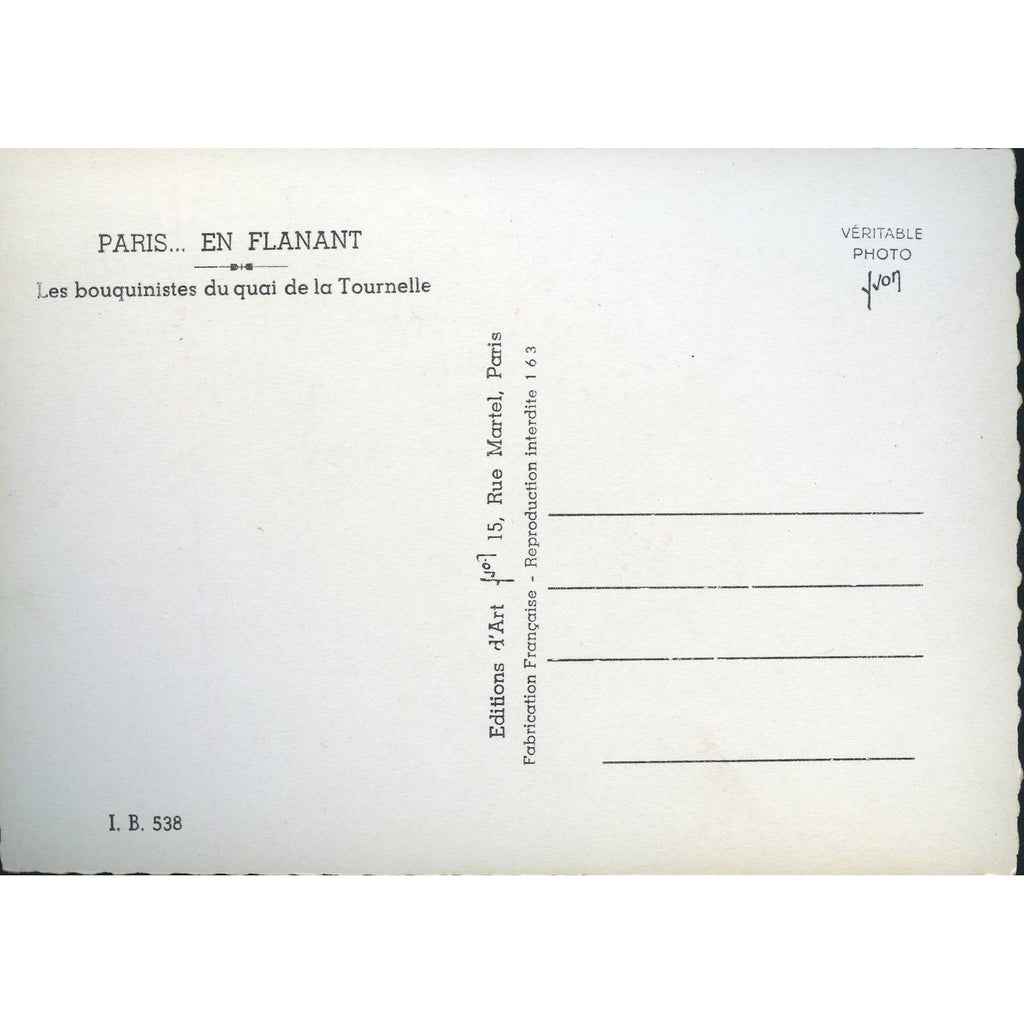 PARIS... EN FLANANT
Les bouquinistes du quai de la Tournelle
I. B. 538
Editions d'Art Yvon 15, Rue Martel, Paris
Fabrication Française - Reproduction interdite 163
VÉRITABLE
PHOTO
Yvon